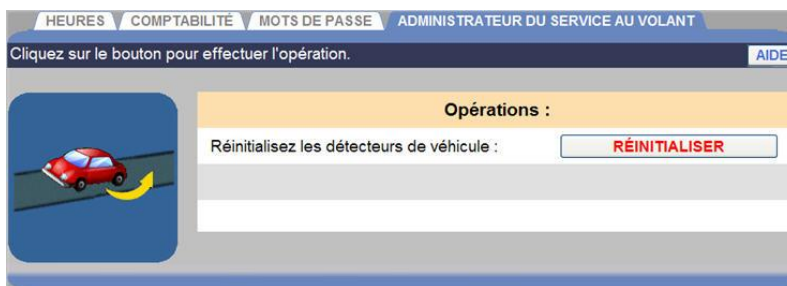 HEURES COMPTABILITÉ MOTS DE PASSE ADMINISTRATEUR DU SERVICE AU VOLANT
Cliquez sur le bouton pour effectuer l'opération. AIDE
Opérations :
Réinitialisez les détecteurs de véhicule : RÉINITIALISER